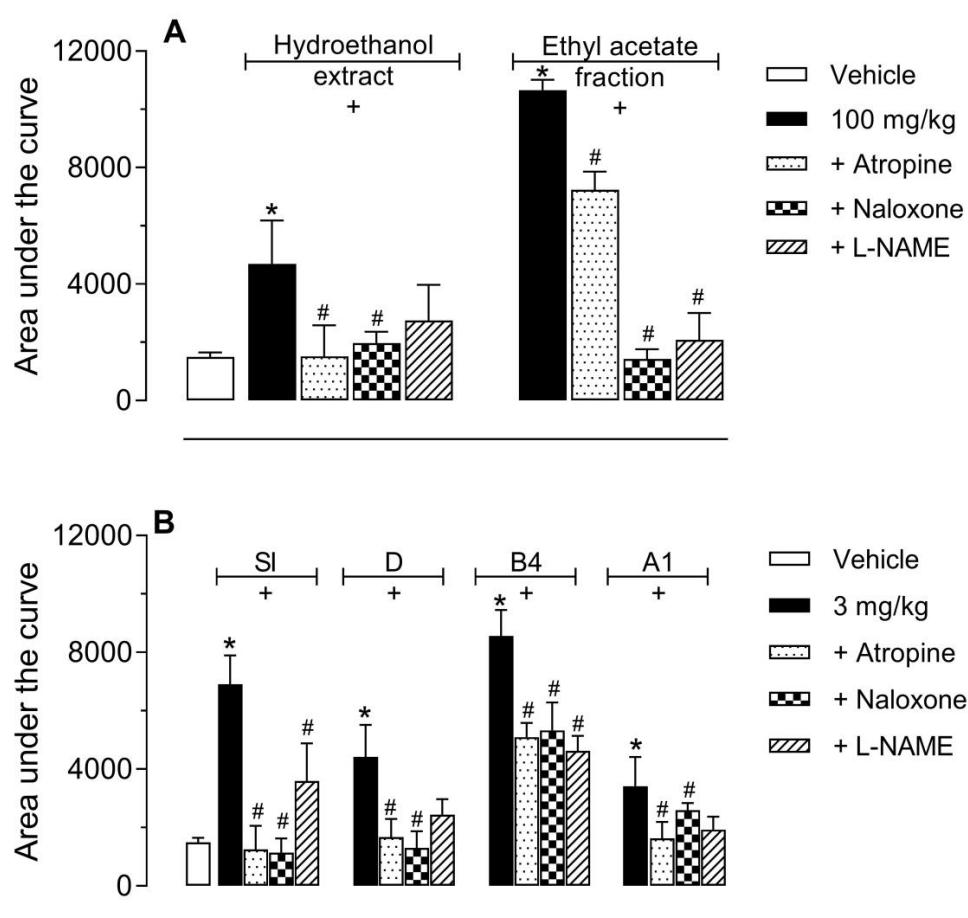 A
Hydroethanol
extract
+
Ethyl acetate
fraction
+
12000
8000
4000
0
Area under the curve
*
#
#
*
#
#
#
Vehicle
100 mg/kg
+ Atropine
+ Naloxone
+ L-NAME
B
SI
+
D
+
B4
+
A1
+
12000
8000
4000
0
Area under the curve
*
#
#
#
*
#
#
*
#
#
#
*
#
#
Vehicle
3 mg/kg
+ Atropine
+ Naloxone
+ L-NAME